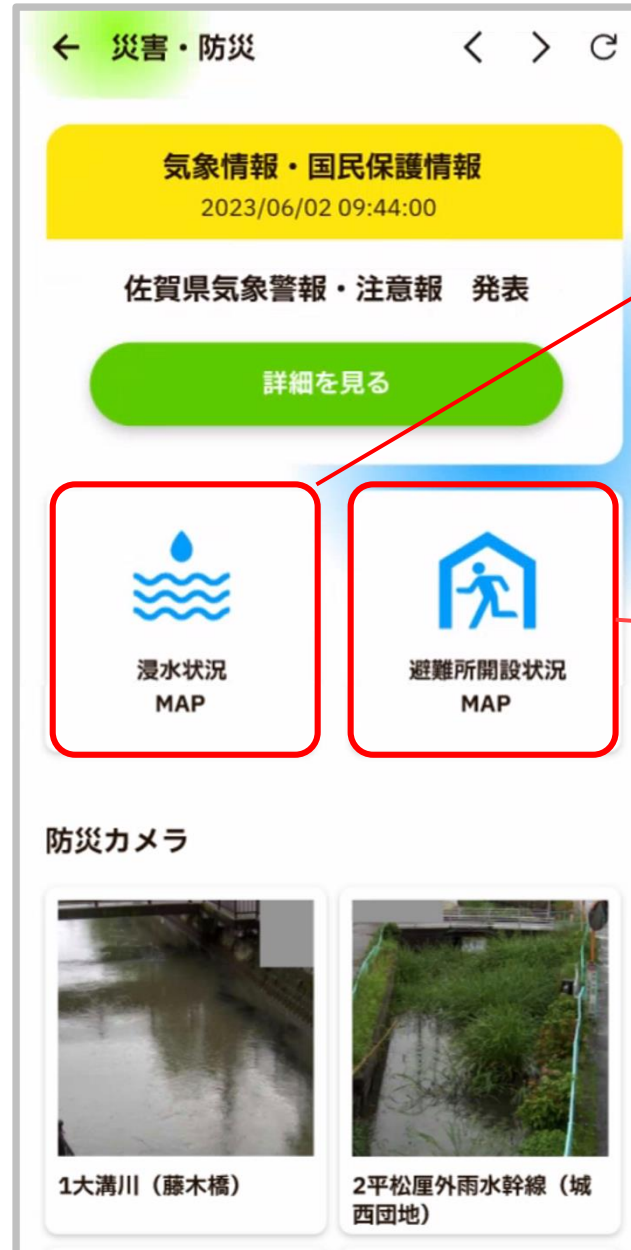 災害・防災
気象情報・国民保護情報
2023/06/02 09:44:00
佐賀県気象警報・注意報 発表
詳細を見る
浸水状況
MAP
避難所開設状況
MAP
防災カメラ
1大溝川（藤木橋）
2平松厘外雨水幹線（城
西団地）